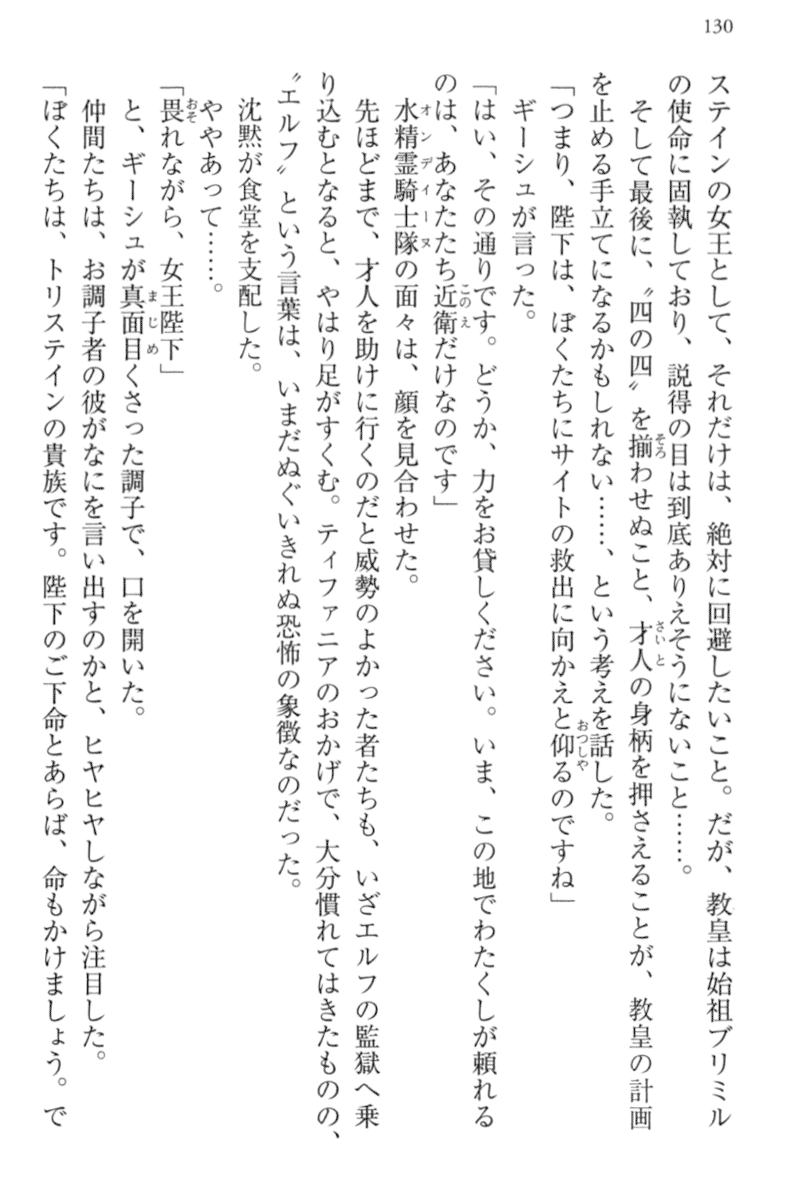 130
ステインの女王として、それだけは、絶対に回避したいこと。だが、教皇は始祖ブリミル
の使命に固執しており、説得の目は到底ありえそうにないこと……。
そして最後に、〝四の四〟を揃わせぬこと、才人の身柄を押さえることが、教皇の計画
を止める手立てになるかもしれない……、という考えを話した。
「つまり、陛下は、ぼくたちにサイトの救出に向かえと仰るのですね」
ギーシュが言った。
「はい、その通りです。どうか、力をお貸しください。いま、この地でわたくしが頼れる
のは、あなたたち近衛だけなのです」
水精霊騎士隊の面々は、顔を見合わせた。
先ほどまで、才人を助けに行くのだと威勢のよかった者たちも、いざエルフの監獄へ乗
り込むとなると、やはり足がすくむ。ティファニアのおかげで、大分慣れてはきたものの、
〝エルフ〟という言葉は、いまだぬぐいきれぬ恐怖の象徴なのだった。
沈黙が食堂を支配した。
ややあって……。
「畏れながら、女王陛下」
と、ギーシュが真面目くさった調子で、口を開いた。
仲間たちは、お調子者の彼がなにを言い出すのかと、ヒヤヒヤしながら注目した。
「ぼくたちは、トリステインの貴族です。陛下のご下命とあらば、命もかけましょう。で